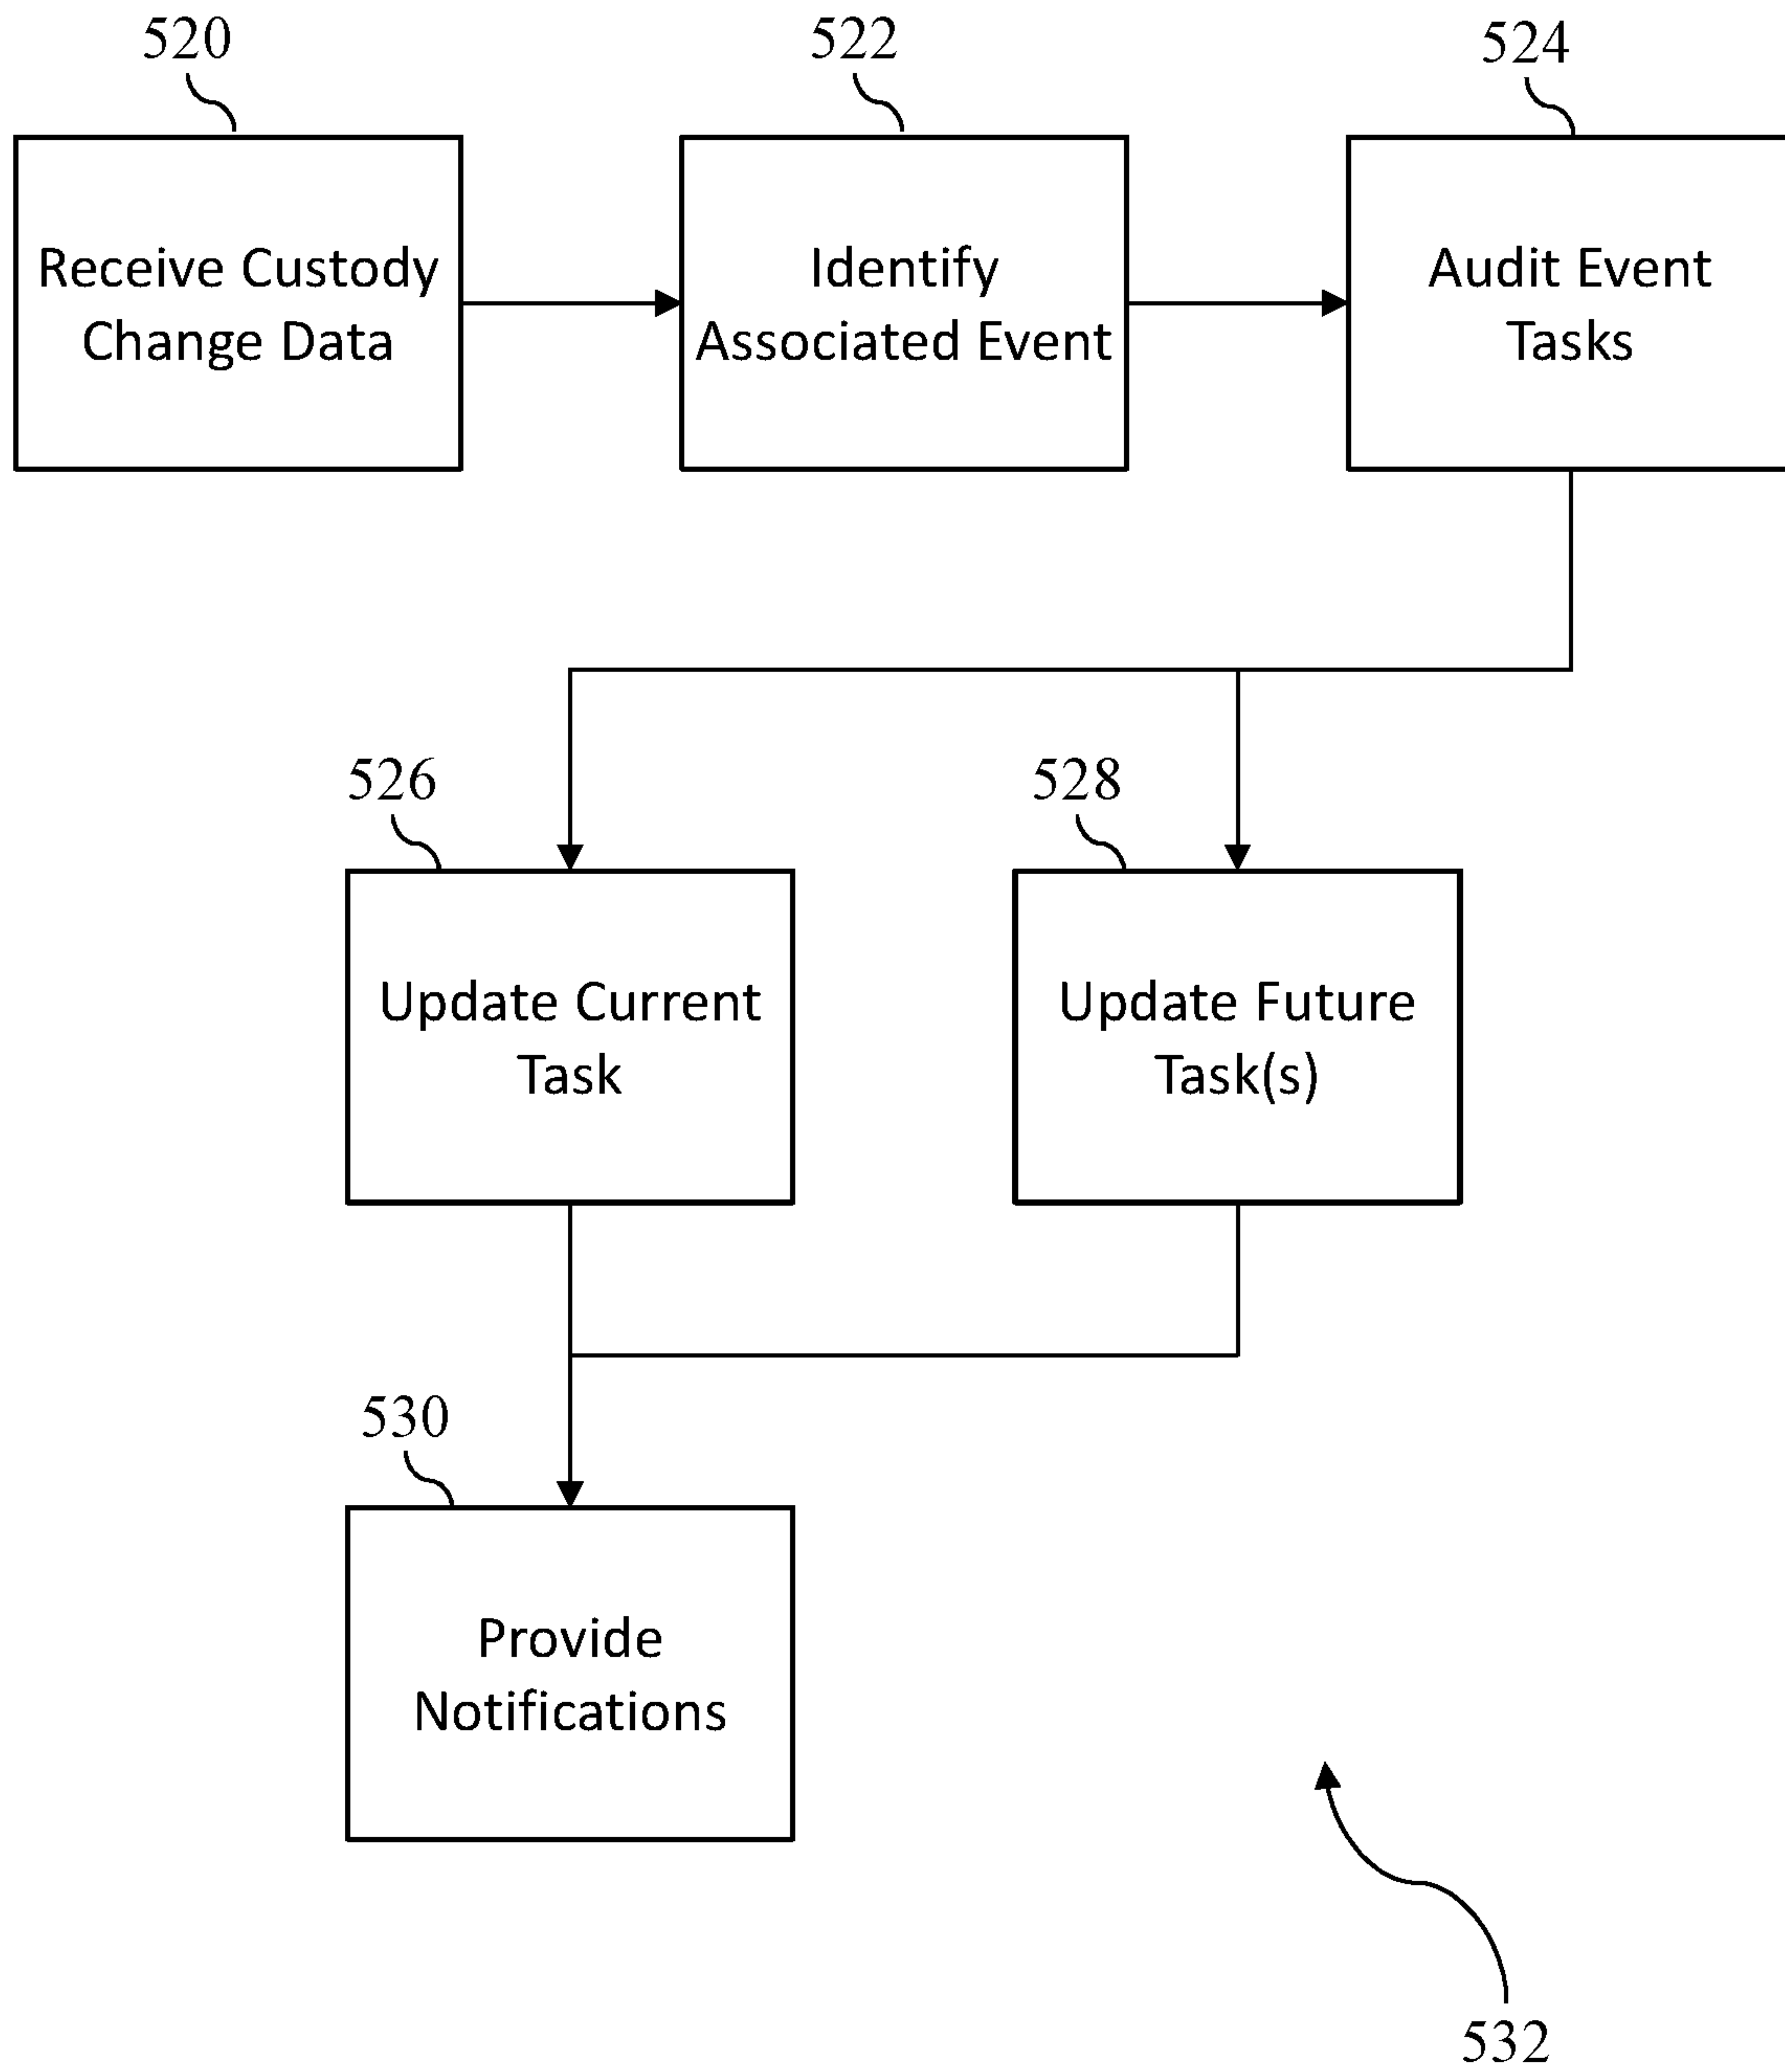 520
522
524
Receive Custody
Change Data
Identify
Associated Event
Audit Event
Tasks
526
528
Update Current
Task
Update Future
Task(s)
530
Provide
Notifications
532